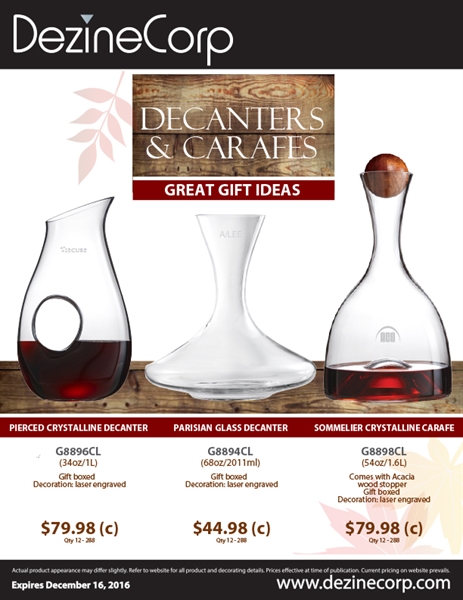 DezineCorp
DECANTERS
& CARAFES
GREAT GIFT IDEAS
AILEE
PIERCED CRYSTALLINE DECANTER
G8896CL
(34oz/1L)
Gift boxed
Decoration: laser engraved
$79.98 (c)
Qty 12 - 288
PARISIAN GLASS DECANTER
G8894CL
(68oz/2011ml)
Gift boxed
Decoration: laser engraved
$44.98 (c)
Qty 12 - 288
SOMMELIER CRYSTALLINE CARAFE
G8898CL
(54oz/1.6L)
Comes with Acacia
wood stopper
Gift boxed
Decoration: laser engraved
$79.98 (c)
Qty 12 - 288
Actual product appearance may differ slightly. Refer to website for all product and decorating details. Prices effective at time of publication. Current pricing on website prevails.
Expires December 16, 2016
www.dezinecorp.com